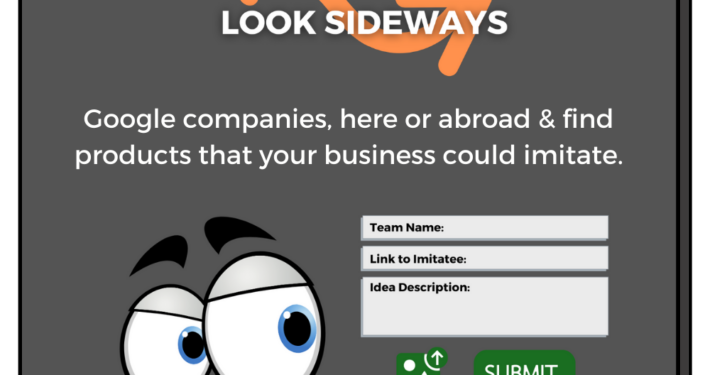 LOOK SIDEWAYS
Google companies, here or abroad & find
products that your business could imitate.
Team Name:
Link to Imitatee:
Idea Description:
SUBMIT